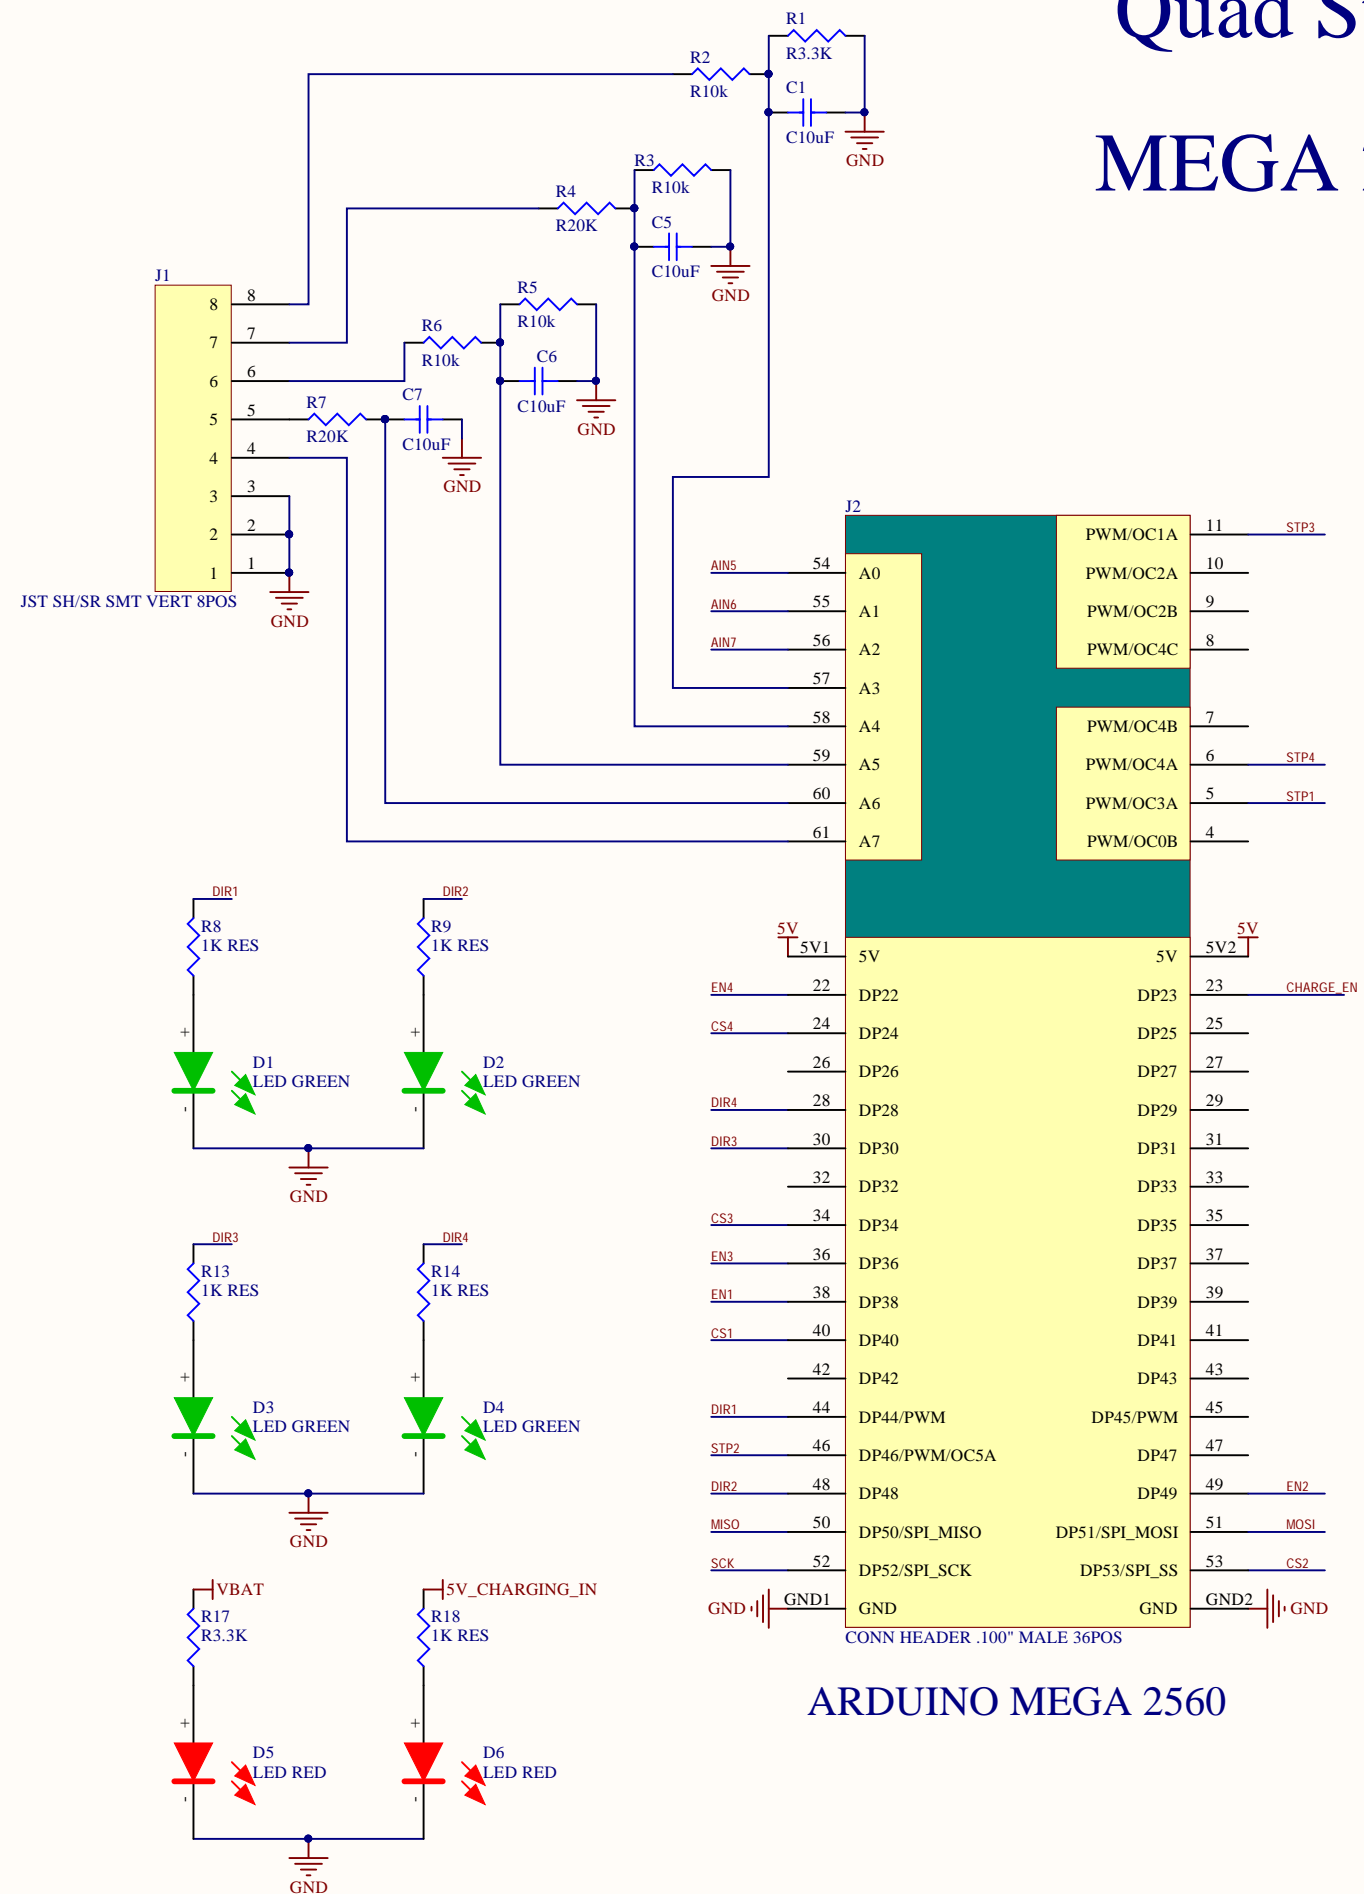 Quad
MEGA
R1
R3.3K
R2
R10k
C1
C10uF
GND
R3
R10k
R4
R20K
C5
C10uF
GND
J1
8 8
7 7
6 6
5 5
4 4
3 3
2 2
1 1
JST SH/SR SMT VERT 8POS
GND
R5
R10k
R6
R10k
C6
C10uF
GND
R7
R20K
C7
C10uF
GND
J2
PWM/OC1A 11 STP3
AIN5 54 A0 PWM/OC2A 10
AIN6 55 A1 PWM/OC2B 9
AIN7 56 A2 PWM/OC4C 8
57 A3
58 A4 PWM/OC4B 7
59 A5 PWM/OC4A 6 STP4
60 A6 PWM/OC3A 5 STP1
61 A7 PWM/OC0B 4
5V 5V
5V1 5V 5V 5V2
EN4 22 DP22 DP23 23 CHARGE_EN
CS4 24 DP24 DP25 25
26 DP26 DP27 27
DIR4 28 DP28 DP29 29
DIR3 30 DP30 DP31 31
32 DP32 DP33 33
CS3 34 DP34 DP35 35
EN3 36 DP36 DP37 37
EN1 38 DP38 DP39 39
CS1 40 DP40 DP41 41
42 DP42 DP43 43
DIR1 44 DP44/PWM DP45/PWM 45
STP2 46 DP46/PWM/OC5A DP47 47
DIR2 48 DP48 DP49 49 EN2
MISO 50 DP50/SPI_MISO DP51/SPI_MOSI 51 MOSI
SCK 52 DP52/SPI_SCK DP53/SPI_SS 53 CS2
GND GND1 GND GND GND2 GND
CONN HEADER .100" MALE 36POS
ARDUINO MEGA 2560
DIR1
R8
1K RES
+
D1
LED GREEN
-
DIR2
R9
1K RES
+
D2
LED GREEN
-
GND
DIR3
R13
1K RES
+
D3
LED GREEN
-
DIR4
R14
1K RES
+
D4
LED GREEN
-
GND
VBAT
R17
R3.3K
+
D5
LED RED
-
5V_CHARGING_IN
R18
1K RES
+
D6
LED RED
-
GND